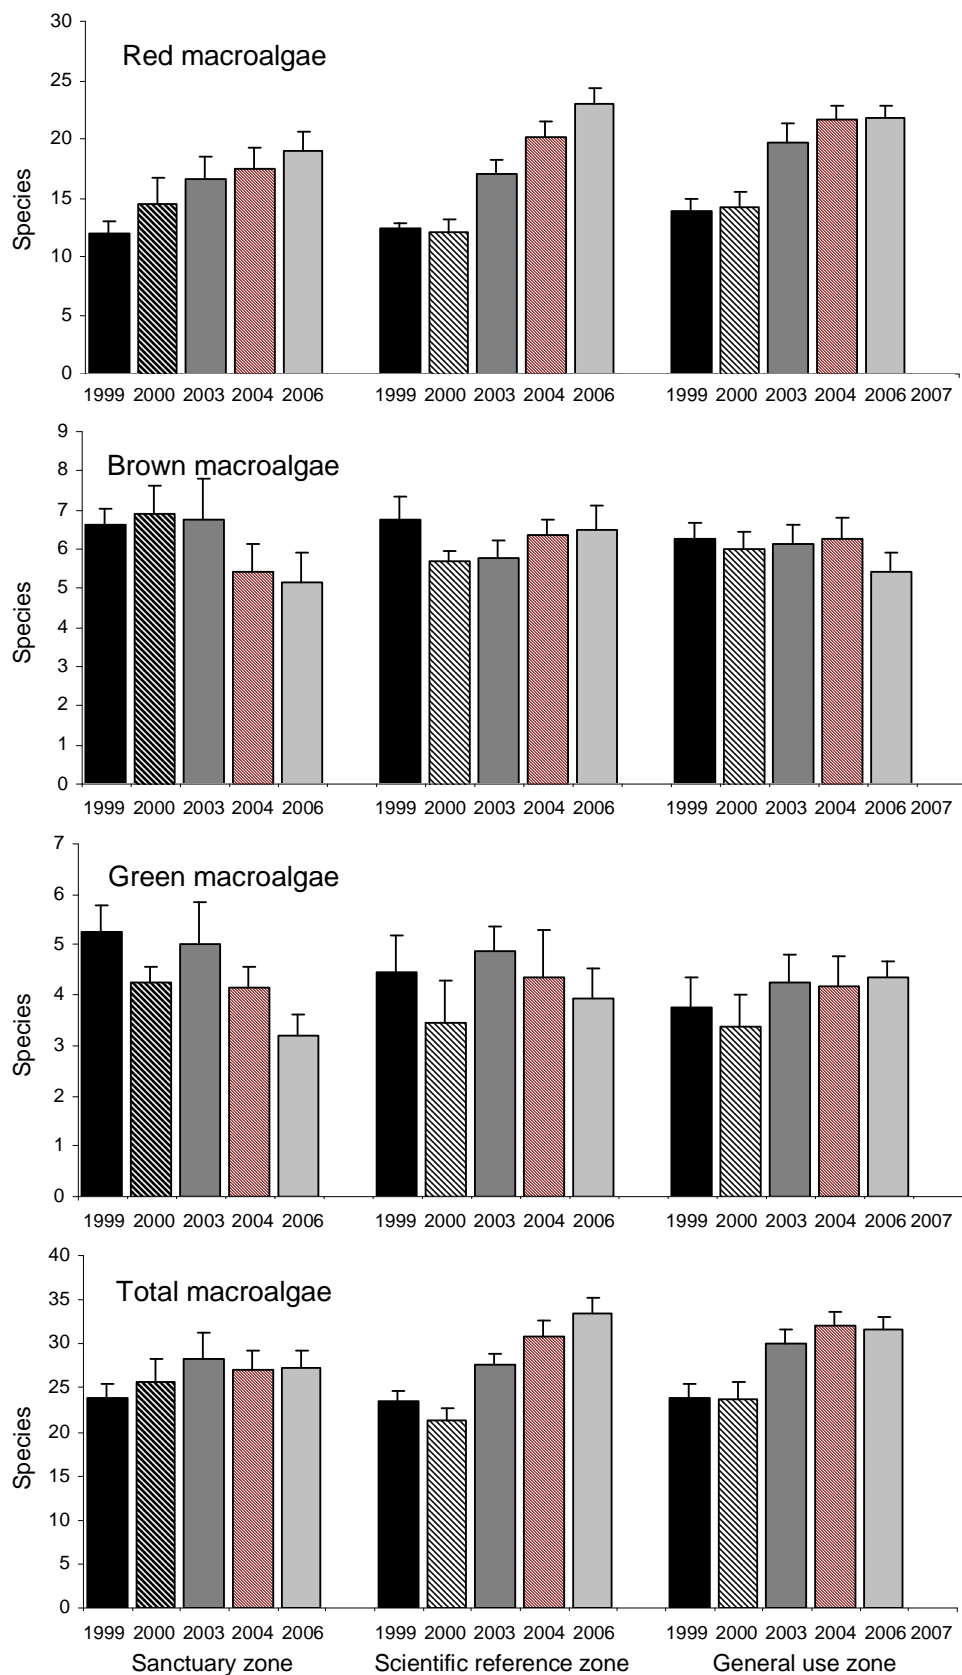 Red macroalgae
Species
30
25
20
15
10
5
0
1999 2000 2003 2004 2006 1999 2000 2003 2004 2006 1999 2000 2003 2004 2006 2007
Brown macroalgae
Species
9
8
7
6
5
4
3
2
1
0
1999 2000 2003 2004 2006 1999 2000 2003 2004 2006 1999 2000 2003 2004 2006 2007
Green macroalgae
Species
7
6
5
4
3
2
1
0
1999 2000 2003 2004 2006 1999 2000 2003 2004 2006 1999 2000 2003 2004 2006 2007
Total macroalgae
Species
40
35
30
25
20
15
10
5
0
1999 2000 2003 2004 2006 1999 2000 2003 2004 2006 1999 2000 2003 2004 2006 2007
Sanctuary zone Scientific reference zone General use zone